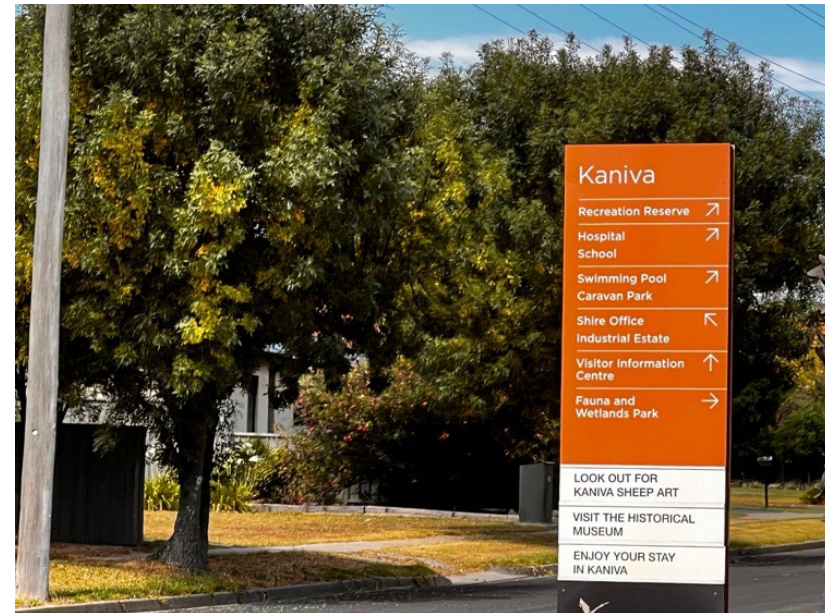 Kaniva
Recreation Reserve ↗
Hospital ↗
School
Swimming Pool ↗
Caravan Park
Shire Office ↖
Industrial Estate
Visitor Information ↑
Centre
Fauna and →
Wetlands Park
LOOK OUT FOR
KANIVA SHEEP ART
VISIT THE HISTORICAL
MUSEUM
ENJOY YOUR STAY
IN KANIVA